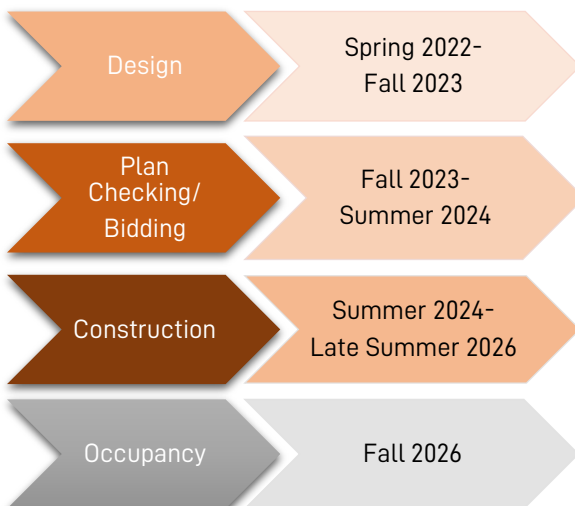 Design
Spring 2022-
Fall 2023
Plan
Checking/
Bidding
Fall 2023-
Summer 2024
Construction
Summer 2024-
Late Summer 2026
Occupancy
Fall 2026